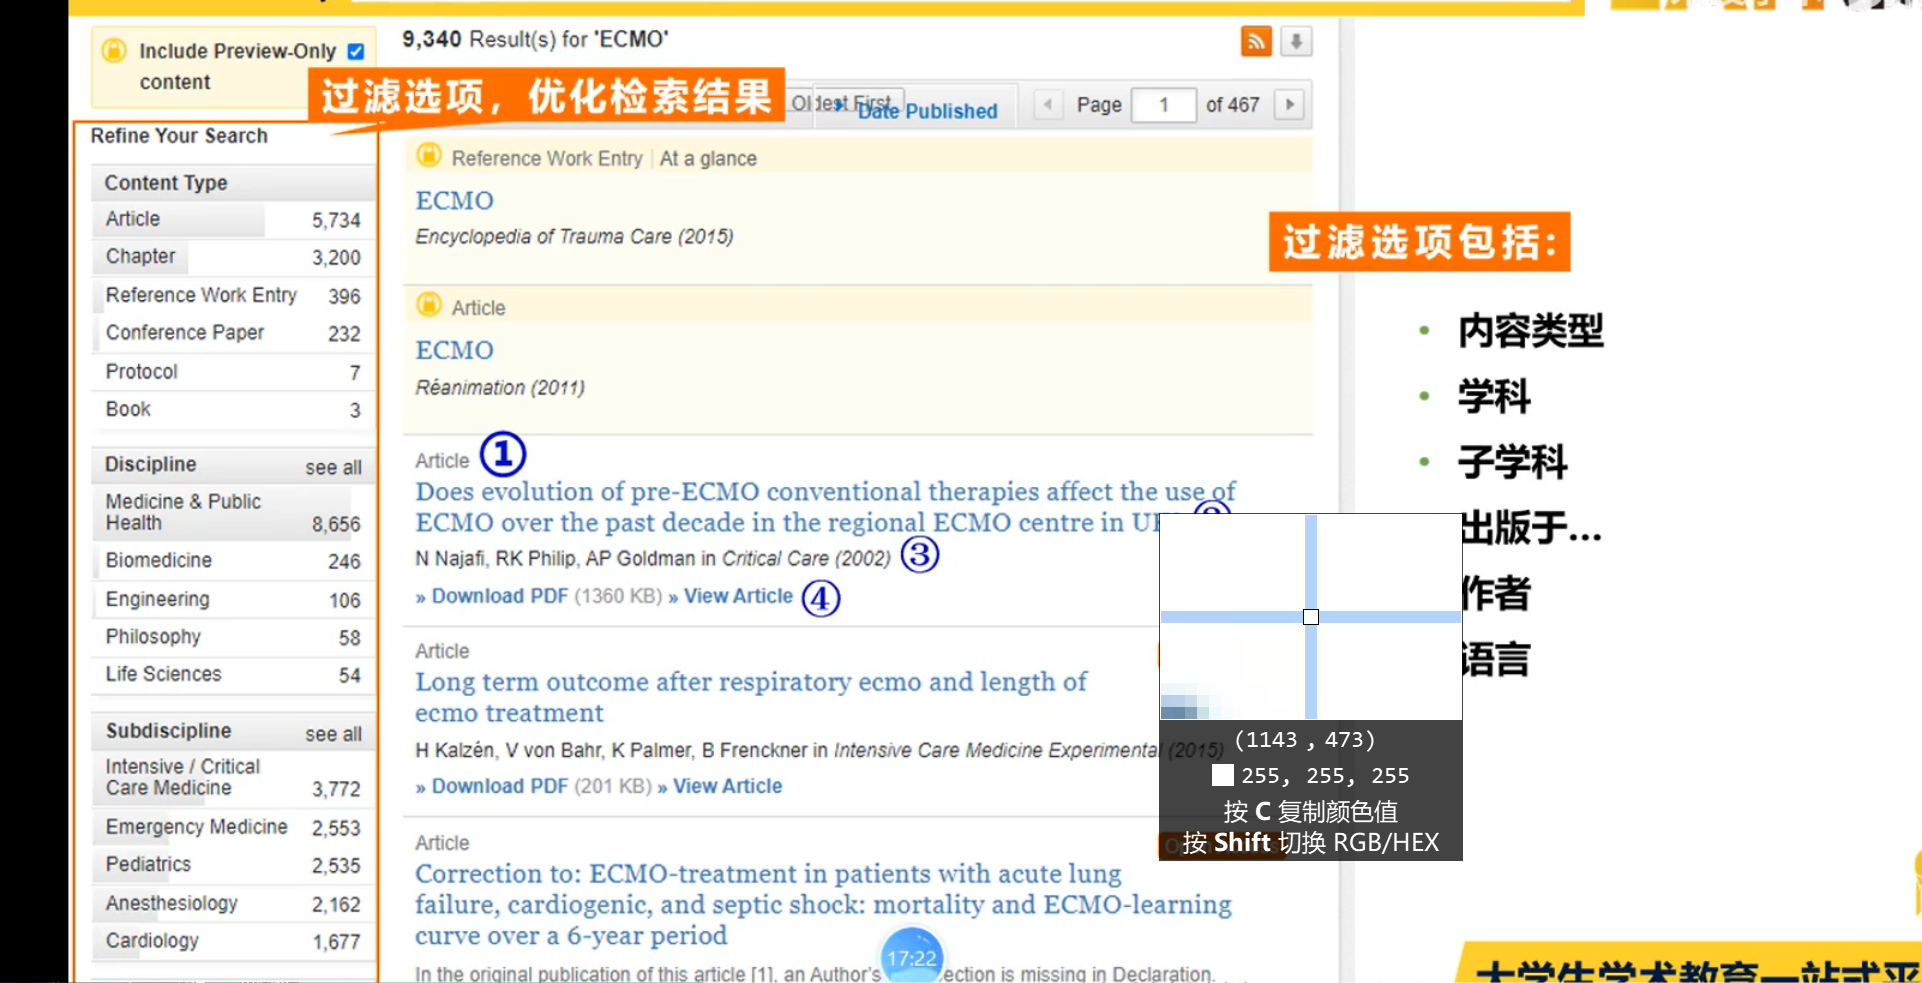 Include Preview-Only
content
9,340 Result(s) for 'ECMO'
过滤选项，优化检索结果
Oldest First
Date Published
Page 1 of 467
Refine Your Search
Content Type
Article 5,734
Chapter 3,200
Reference Work Entry 396
Conference Paper 232
Protocol 7
Book 3
Discipline see all
Medicine & Public
Health 8,656
Biomedicine 246
Engineering 106
Philosophy 58
Life Sciences 54
Subdiscipline see all
Intensive / Critical
Care Medicine 3,772
Emergency Medicine 2,553
Pediatrics 2,535
Anesthesiology 2,162
Cardiology 1,677
Reference Work Entry At a glance
ECMO
Encyclopedia of Trauma Care (2015)
Article
ECMO
Réanimation (2011)
Article ①
Does evolution of pre-ECMO conventional therapies affect the use of
ECMO over the past decade in the regional ECMO centre in
N Najafi, RK Philip, AP Goldman in Critical Care (2002) ③
» Download PDF (1360 KB) » View Article ④
Article
Long term outcome after respiratory ecmo and length of
ecmo treatment
H Kalzén, V von Bahr, K Palmer, B Frenckner in Intensive Care Medicine Experimental (2015)
» Download PDF (201 KB) » View Article
Article
Correction to: ECMO-treatment in patients with acute lung
failure, cardiogenic, and septic shock: mortality and ECMO-learning
curve over a 6-year period
In the original publication of this article [1], an Author's ection is missing in Declaration.
17:22
过滤选项包括:
• 内容类型
• 学科
• 子学科
出版于...
作者
语言
(1143 , 473)
255, 255, 255
按 C 复制颜色值
按 Shift 切换 RGB/HEX
大学生学术教育一站式平